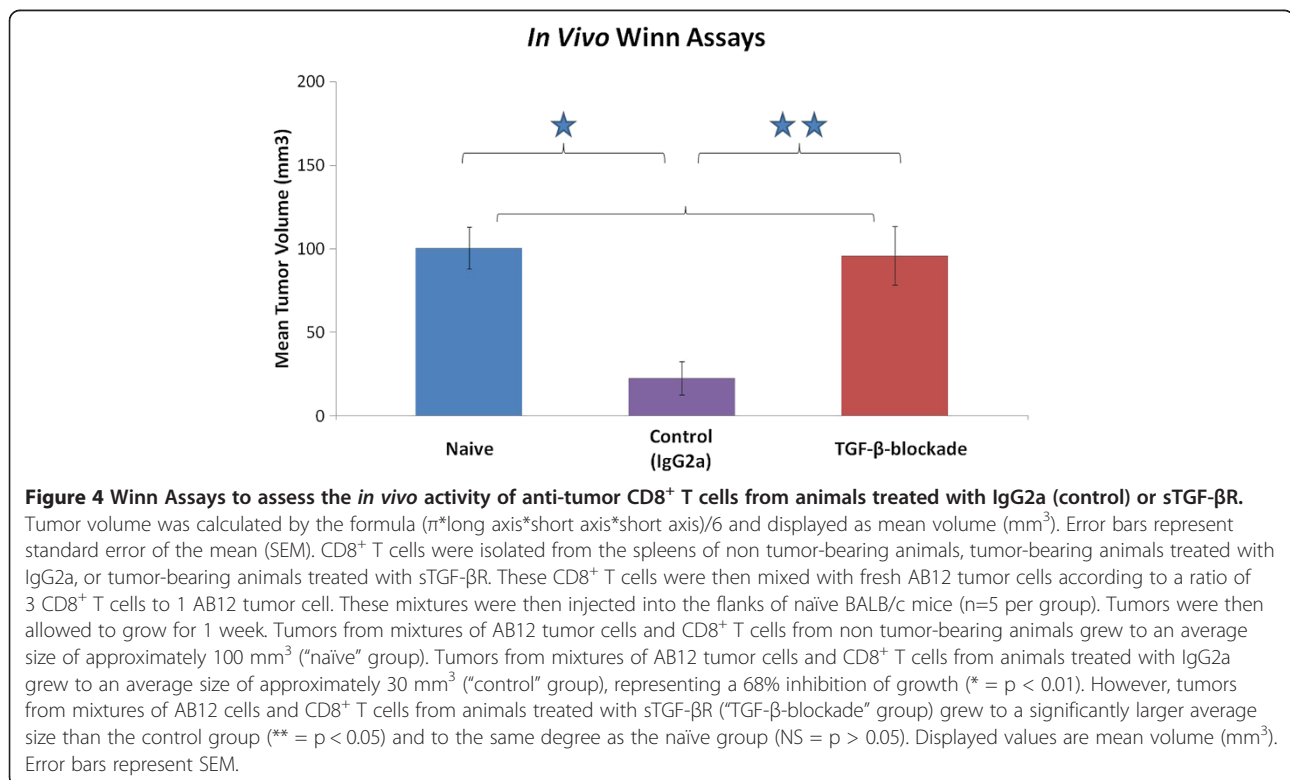 In Vivo Winn Assays
200
150
100
50
0
Mean Tumor Volume (mm3)
Naive
Control
(IgG2a)
TGF-β-blockade
Figure 4 Winn Assays to assess the in vivo activity of anti-tumor CD8⁺ T cells from animals treated with IgG2a (control) or sTGF-βR.
Tumor volume was calculated by the formula (π*long axis*short axis*short axis)/6 and displayed as mean volume (mm³). Error bars represent
standard error of the mean (SEM). CD8⁺ T cells were isolated from the spleens of non tumor-bearing animals, tumor-bearing animals treated with
IgG2a, or tumor-bearing animals treated with sTGF-βR. These CD8⁺ T cells were then mixed with fresh AB12 tumor cells according to a ratio of
3 CD8⁺ T cells to 1 AB12 tumor cell. These mixtures were then injected into the flanks of naïve BALB/c mice (n=5 per group). Tumors were then
allowed to grow for 1 week. Tumors from mixtures of AB12 tumor cells and CD8⁺ T cells from non tumor-bearing animals grew to an average
size of approximately 100 mm³ (“naïve” group). Tumors from mixtures of AB12 tumor cells and CD8⁺ T cells from animals treated with IgG2a
grew to an average size of approximately 30 mm³ (“control” group), representing a 68% inhibition of growth (* = p < 0.01). However, tumors
from mixtures of AB12 cells and CD8⁺ T cells from animals treated with sTGF-βR (“TGF-β-blockade” group) grew to a significantly larger average
size than the control group (** = p < 0.05) and to the same degree as the naïve group (NS = p > 0.05). Displayed values are mean volume (mm³).
Error bars represent SEM.